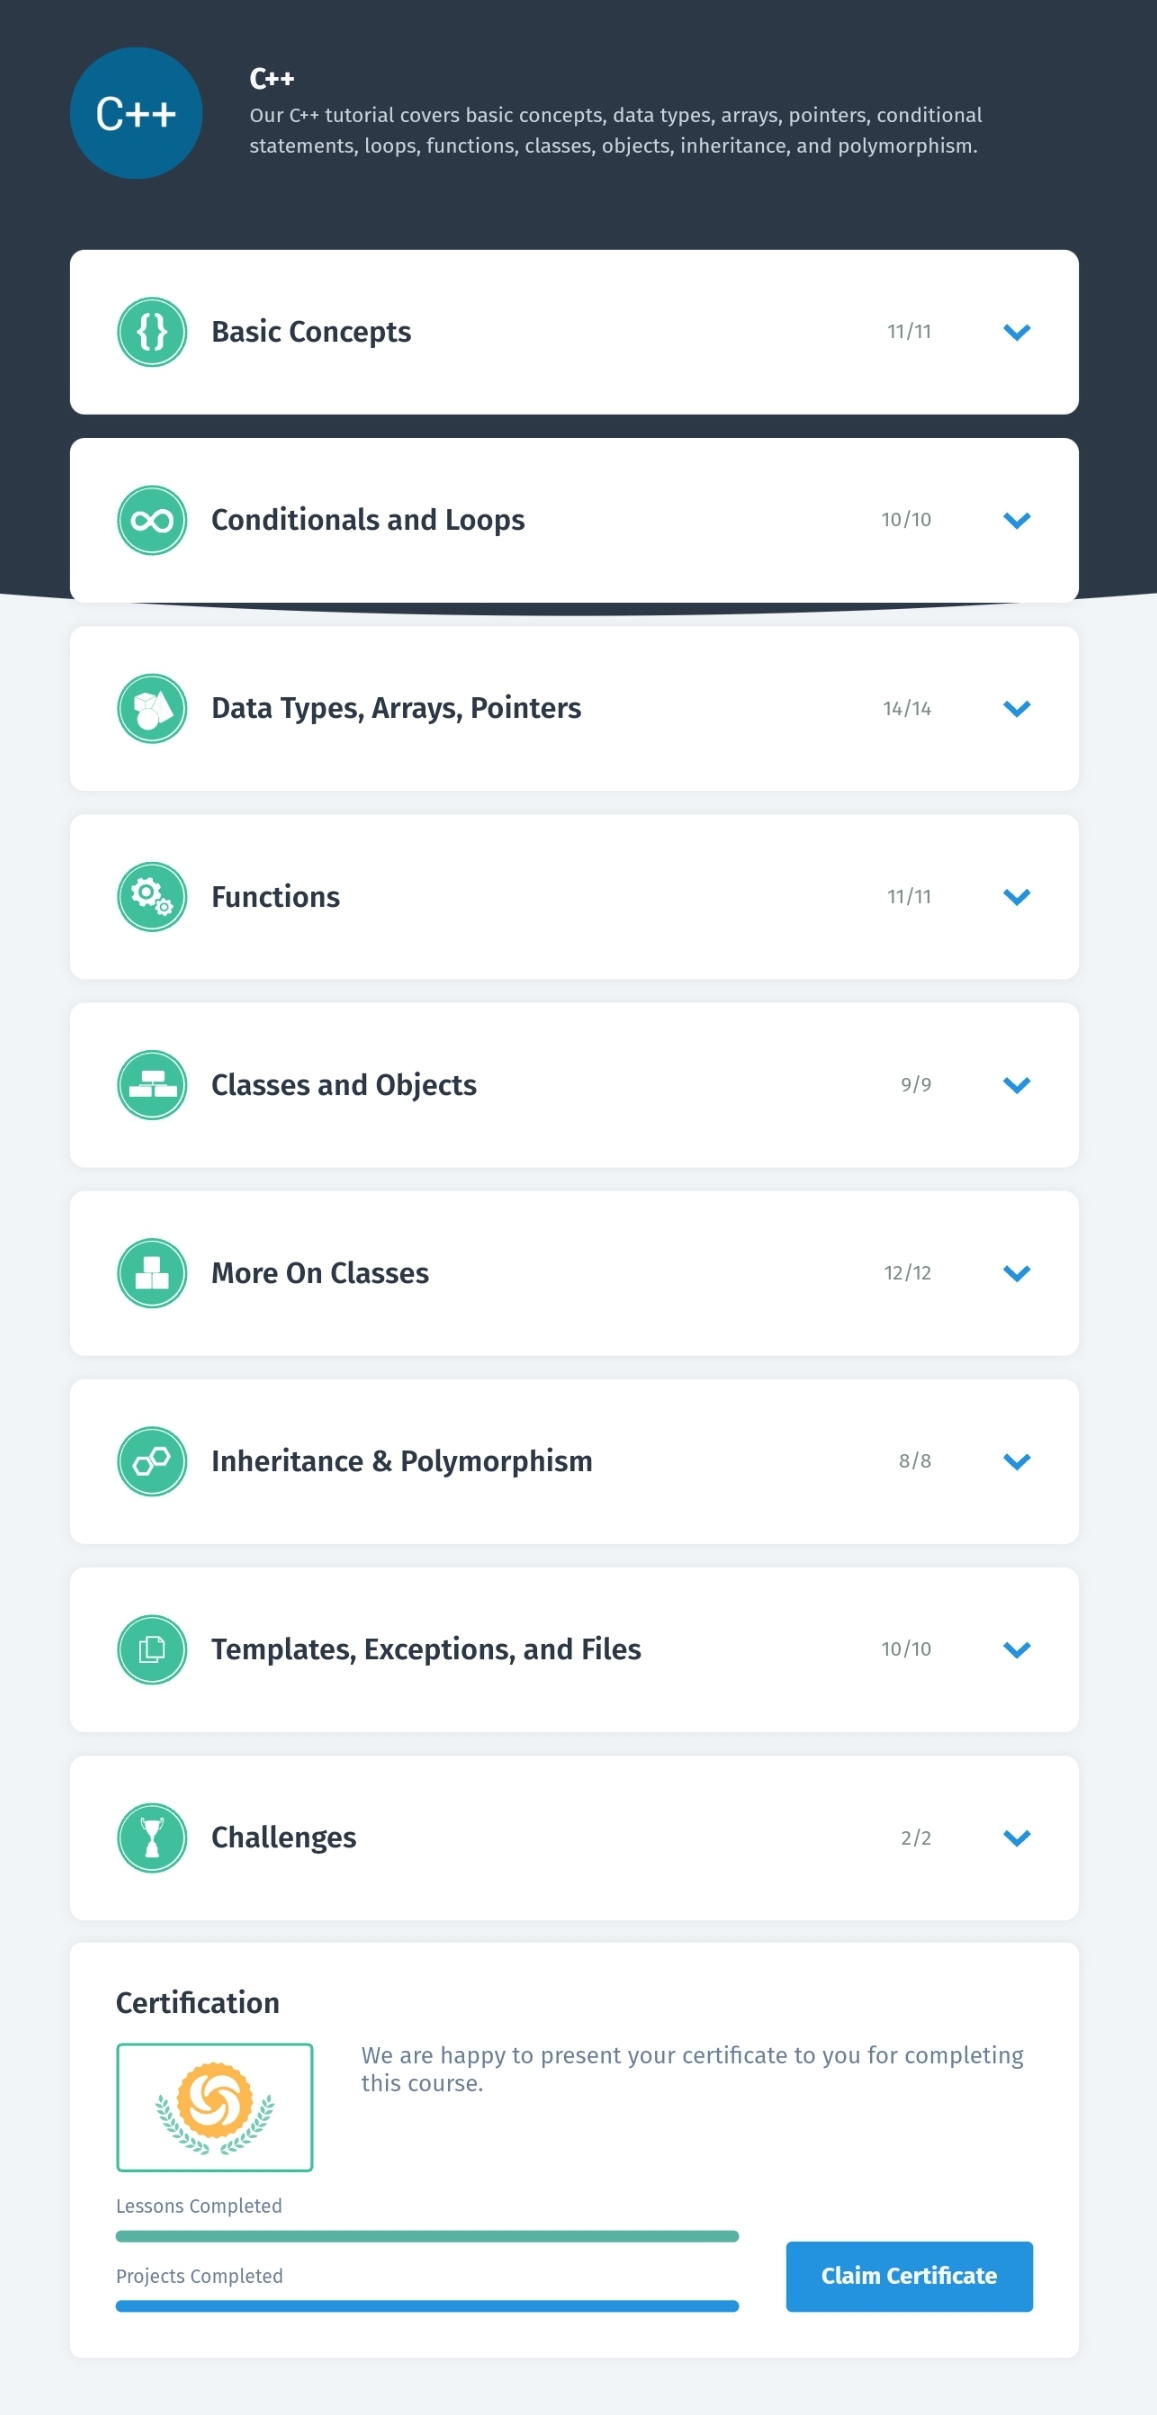 C++
C++
Our C++ tutorial covers basic concepts, data types, arrays, pointers, conditional
statements, loops, functions, classes, objects, inheritance, and polymorphism.
{} Basic Concepts 11/11
Conditionals and Loops 10/10
Data Types, Arrays, Pointers 14/14
Functions 11/11
Classes and Objects 9/9
More On Classes 12/12
Inheritance & Polymorphism 8/8
Templates, Exceptions, and Files 10/10
Challenges 2/2
Certification
We are happy to present your certificate to you for completing
this course.
Lessons Completed
Projects Completed
Claim Certificate